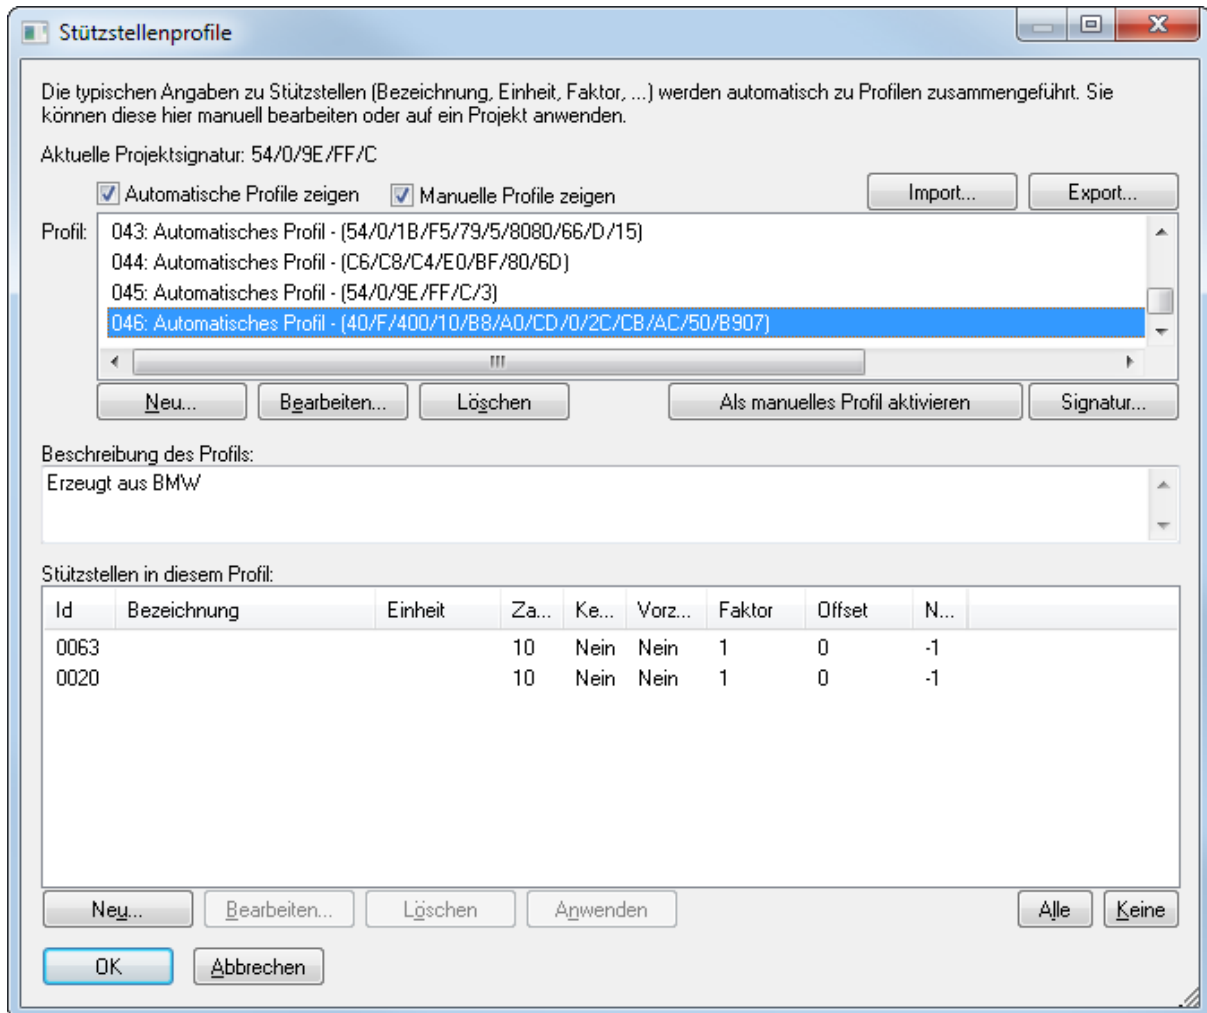 Stützstellenprofile
Die typischen Angaben zu Stützstellen (Bezeichnung, Einheit, Faktor, ...) werden automatisch zu Profilen zusammengeführt. Sie
können diese hier manuell bearbeiten oder auf ein Projekt anwenden.
Aktuelle Projektsignatur: 54/0/9E/FF/C
Automatische Profile zeigen Manuelle Profile zeigen Import... Export...
Profil: 043: Automatisches Profil - (54/0/1B/F5/79/5/8080/66/D/15)
044: Automatisches Profil - (C6/C8/C4/E0/BF/80/6D)
045: Automatisches Profil - (54/0/9E/FF/C/3)
046: Automatisches Profil - (40/F/400/10/B8/A0/CD/0/2C/CB/AC/50/B907)
Neu... Bearbeiten... Löschen Als manuelles Profil aktivieren Signatur...
Beschreibung des Profils:
Erzeugt aus BMW
Stützstellen in diesem Profil:
Id Bezeichnung Einheit Za... Ke... Vorz... Faktor Offset N...
0063 10 Nein Nein 1 0 -1
0020 10 Nein Nein 1 0 -1
Neu... Bearbeiten... Löschen Anwenden Alle Keine
OK Abbrechen